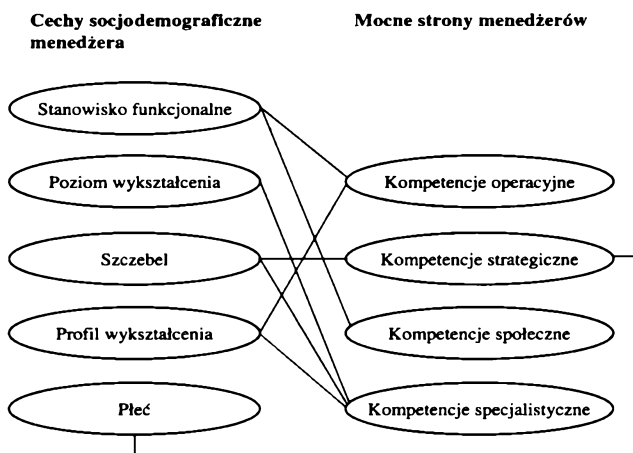 Cechy socjodemograficzne
menedżera
Mocne strony menedżerów
Stanowisko funkcjonalne
Poziom wykształcenia
Kompetencje operacyjne
Szczebel
Kompetencje strategiczne
Profil wykształcenia
Kompetencje społeczne
Płeć
Kompetencje specjalistyczne